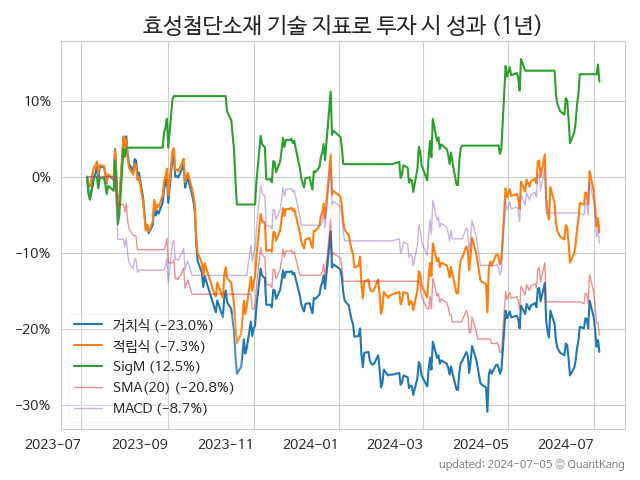 효성첨단소재 기술 지표로 투자 시 성과 (1년)
10%
0%
−10%
−20%
−30%
거치식 (−23.0%)
적립식 (−7.3%)
SigM (12.5%)
SMA(20) (−20.8%)
MACD (−8.7%)
2023-07 2023-09 2023-11 2024-01 2024-03 2024-05 2024-07
updated: 2024-07-05 ⓒ QuantKang